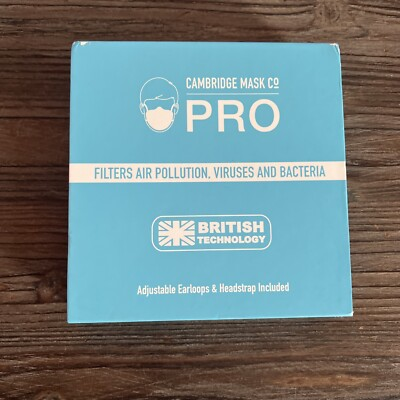 CAMBRIDGE MASK CO
PRO
FILTERS AIR POLLUTION, VIRUSES AND BACTERIA
BRITISH
TECHNOLOGY
Adjustable Earloops & Headstrap Included